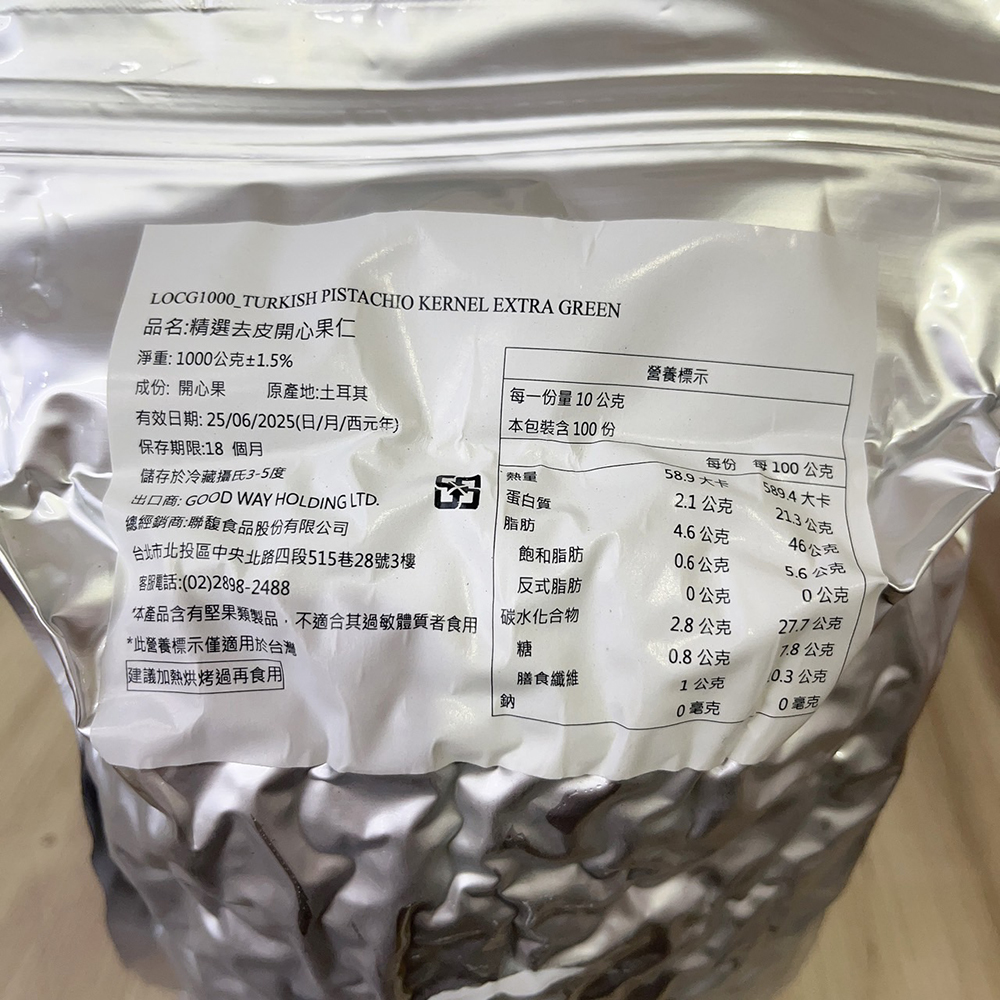 LOCG1000_TURKISH PISTACHIO KERNEL EXTRA GREEN
品名:精選去皮開心果仁
淨重: 1000公克±1.5%
成份: 開心果 原產地:土耳其
有效日期: 25/06/2025(日/月/西元年)
保存期限:18 個月
儲存於冷藏攝氏3-5度
出口商: GOOD WAY HOLDING LTD.
總經銷商:聯馥食品股份有限公司
台北市北投區中央北路四段515巷28號3樓
客服電話:(02)2898-2488
*本產品含有堅果類製品，不適合其過敏體質者食用
*此營養標示僅適用於台灣
建議加熱烘烤過再食用
營養標示
每一份量 10 公克
本包裝含 100 份
每份 每 100 公克
熱量 58.9 大卡 589.4 大卡
蛋白質 2.1 公克 21.3 公克
脂肪 4.6 公克 46 公克
飽和脂肪 0.6 公克 5.6 公克
反式脂肪 0 公克 0 公克
碳水化合物 2.8 公克 27.7 公克
糖 0.8 公克 7.8 公克
膳食纖維 1 公克 0.3 公克
鈉 0 毫克 0 毫克